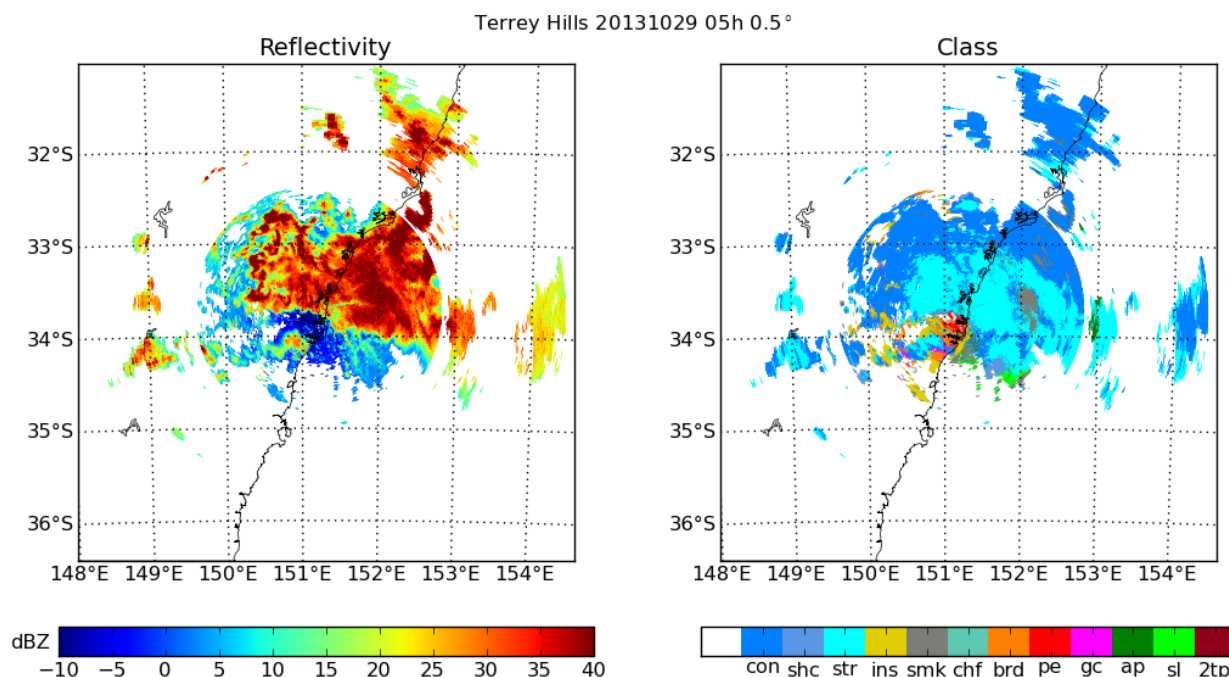 Terrey Hills 20131029 05h 0.5°
Reflectivity
Class
32°S
33°S
34°S
35°S
36°S
148°E 149°E 150°E 151°E 152°E 153°E 154°E
32°S
33°S
34°S
35°S
36°S
148°E 149°E 150°E 151°E 152°E 153°E 154°E
dBZ
−10 −5 0 5 10 15 20 25 30 35 40
con shc str ins smk chf brd pe gc ap sl 2tp